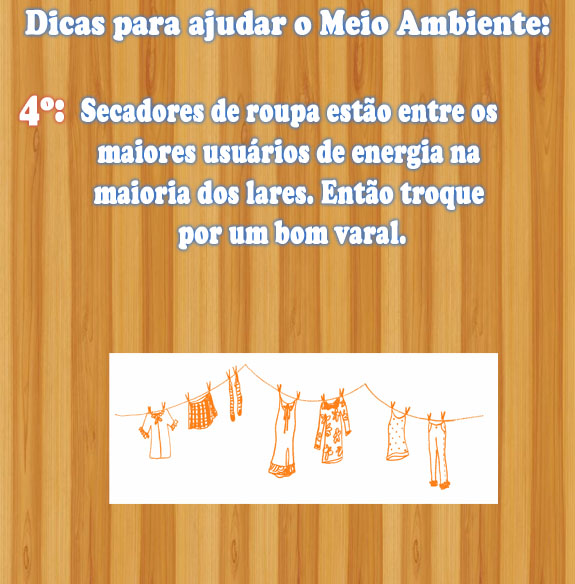 Dicas para ajudar o Meio Ambiente:
4º: Secadores de roupa estão entre os
maiores usuários de energia na
maioria dos lares. Então troque
por um bom varal.